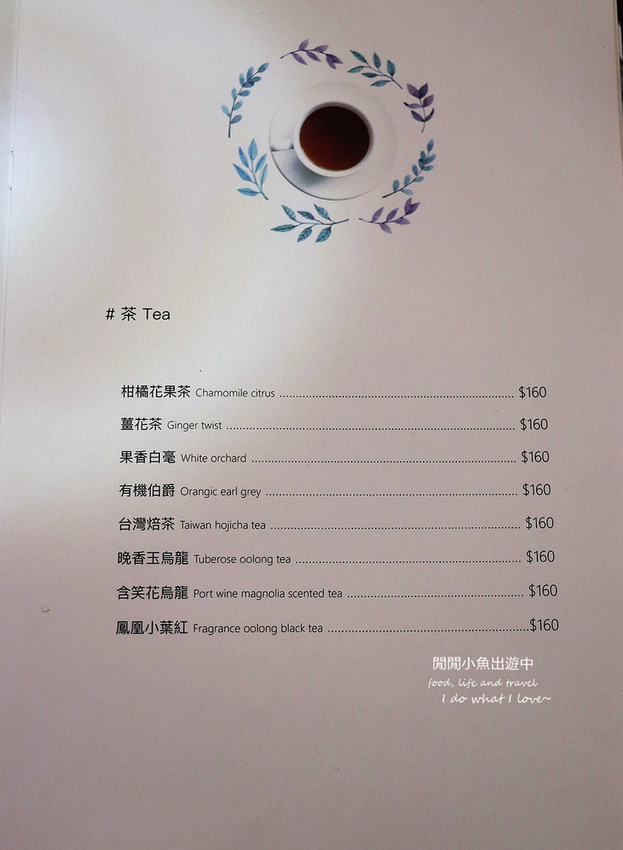 # 茶 Tea
柑橘花果茶 Chamomile citrus ........ $160
薑花茶 Ginger twist ........ $160
果香白毫 White orchard ........ $160
有機伯爵 Orangic earl grey ........ $160
台灣焙茶 Taiwan hojicha tea ........ $160
晚香玉烏龍 Tuberose oolong tea ........ $160
含笑花烏龍 Port wine magnolia scented tea ........ $160
鳳凰小葉紅 Fragrance oolong black tea ........ $160
閒閒小魚出遊中
food, life and travel
I do what I love~